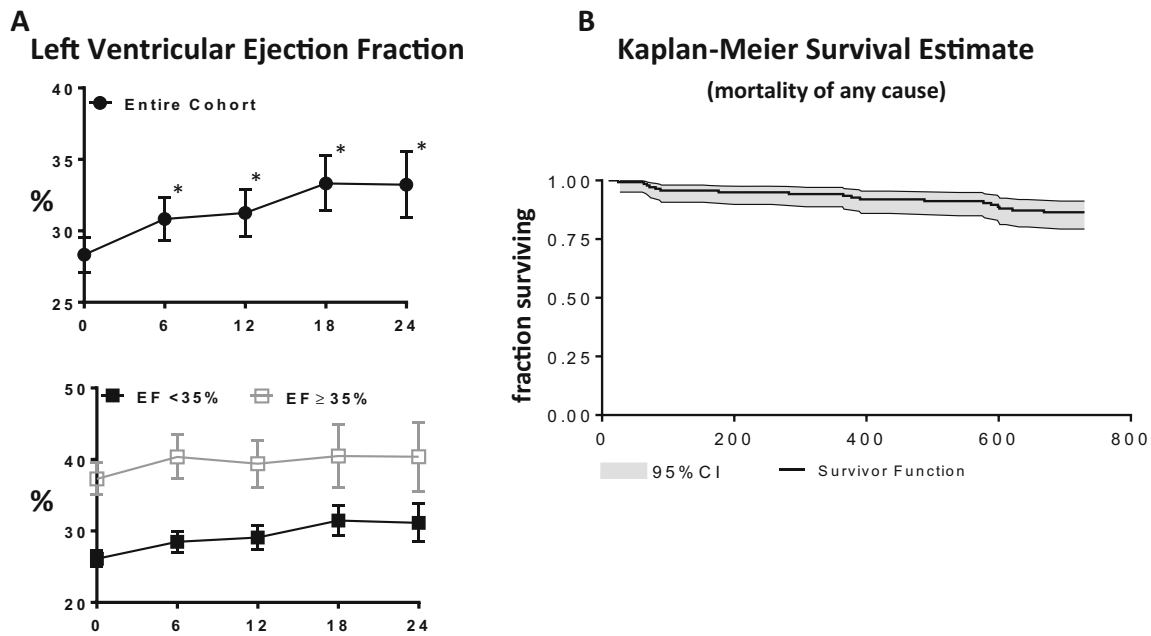 A
Left Ventricular Ejection Fraction
40
35
30
25
%
Entire Cohort
*
*
*
*
0 6 12 18 24
50
40
30
20
%
EF <35% EF ≥ 35%
0 6 12 18 24
B
Kaplan-Meier Survival Estimate
(mortality of any cause)
fraction surviving
1.00
0.75
0.50
0.25
0.00
0 200 400 600 800
95%CI Survivor Function